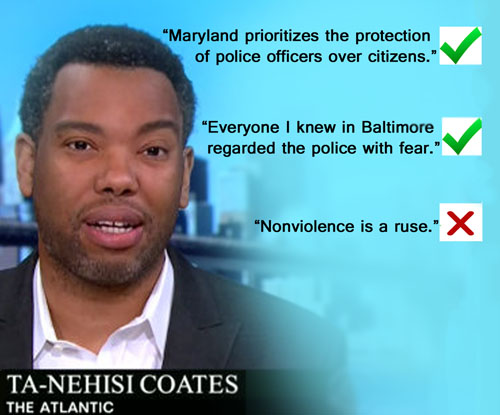 “Maryland prioritizes the protection
of police officers over citizens.”
“Everyone I knew in Baltimore
regarded the police with fear.”
“Nonviolence is a ruse.”
TA-NEHISI COATES
THE ATLANTIC